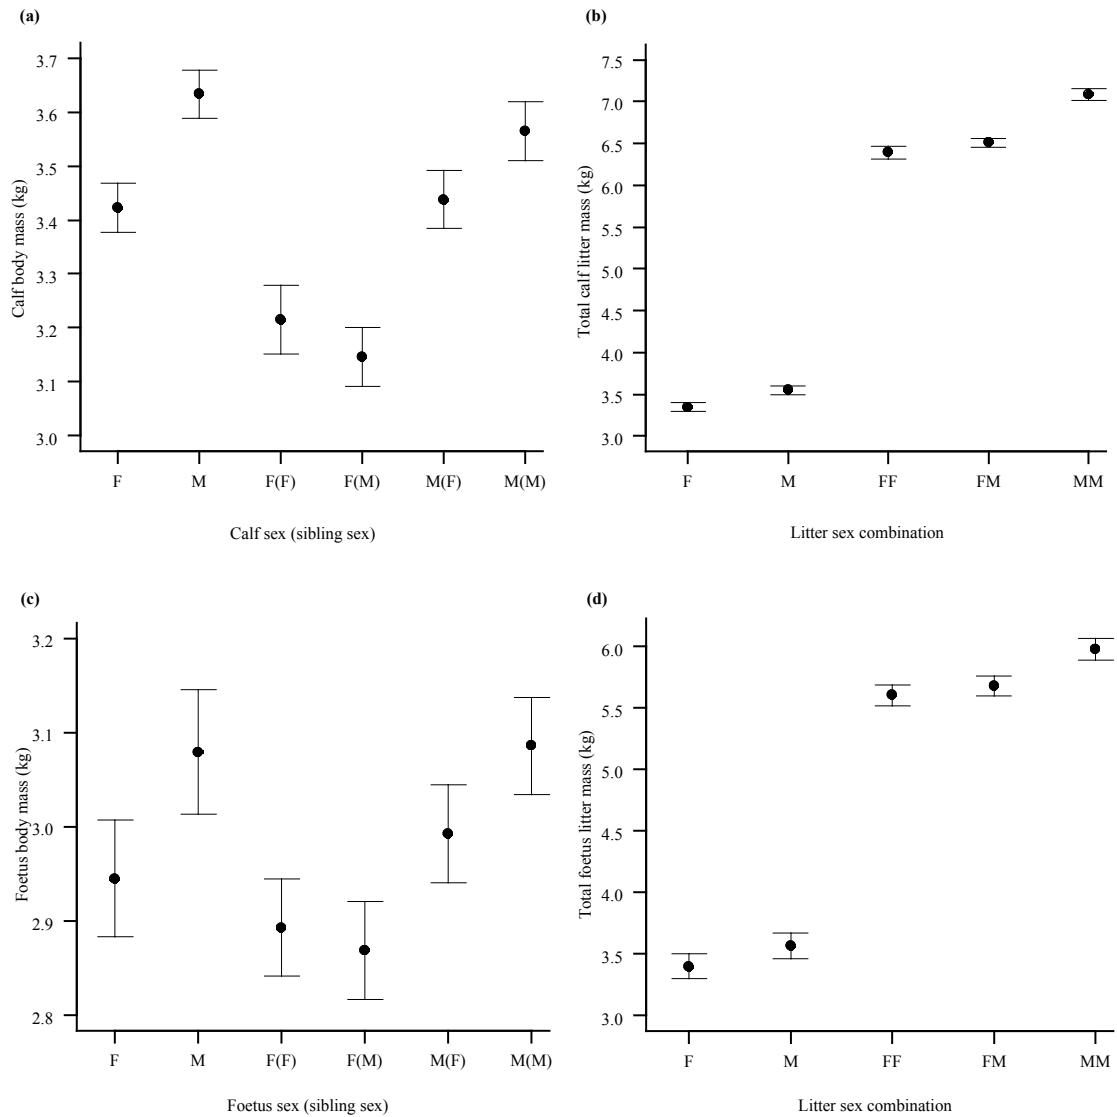 (a)
Calf body mass (kg)
3.7
3.6
3.5
3.4
3.3
3.2
3.1
3.0
F M F(F) F(M) M(F) M(M)
Calf sex (sibling sex)
(b)
Total calf litter mass (kg)
7.5
7.0
6.5
6.0
5.5
5.0
4.5
4.0
3.5
3.0
F M FF FM MM
Litter sex combination
(c)
Foetus body mass (kg)
3.2
3.1
3.0
2.9
2.8
F M F(F) F(M) M(F) M(M)
Foetus sex (sibling sex)
(d)
Total foetus litter mass (kg)
6.0
5.5
5.0
4.5
4.0
3.5
3.0
F M FF FM MM
Litter sex combination